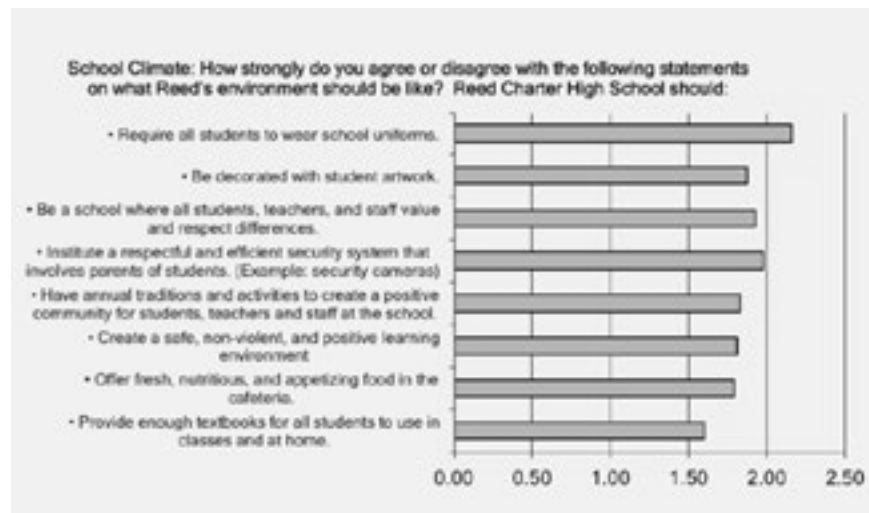 School Climate: How strongly do you agree or disagree with the following statements
on what Reed's environment should be like? Reed Charter High School should:
• Require all students to wear school uniforms.
• Be decorated with student artwork.
• Be a school where all students, teachers, and staff value
and respect differences.
• Institute a respectful and efficient security system that
involves parents of students. (Example: security cameras)
• Have annual traditions and activities to create a positive
community for students, teachers and staff at the school.
• Create a safe, non-violent, and positive learning
environment
• Offer fresh, nutritious, and appetizing food in the
cafeteria.
• Provide enough textbooks for all students to use in
classes and at home.
0.00 0.50 1.00 1.50 2.00 2.50